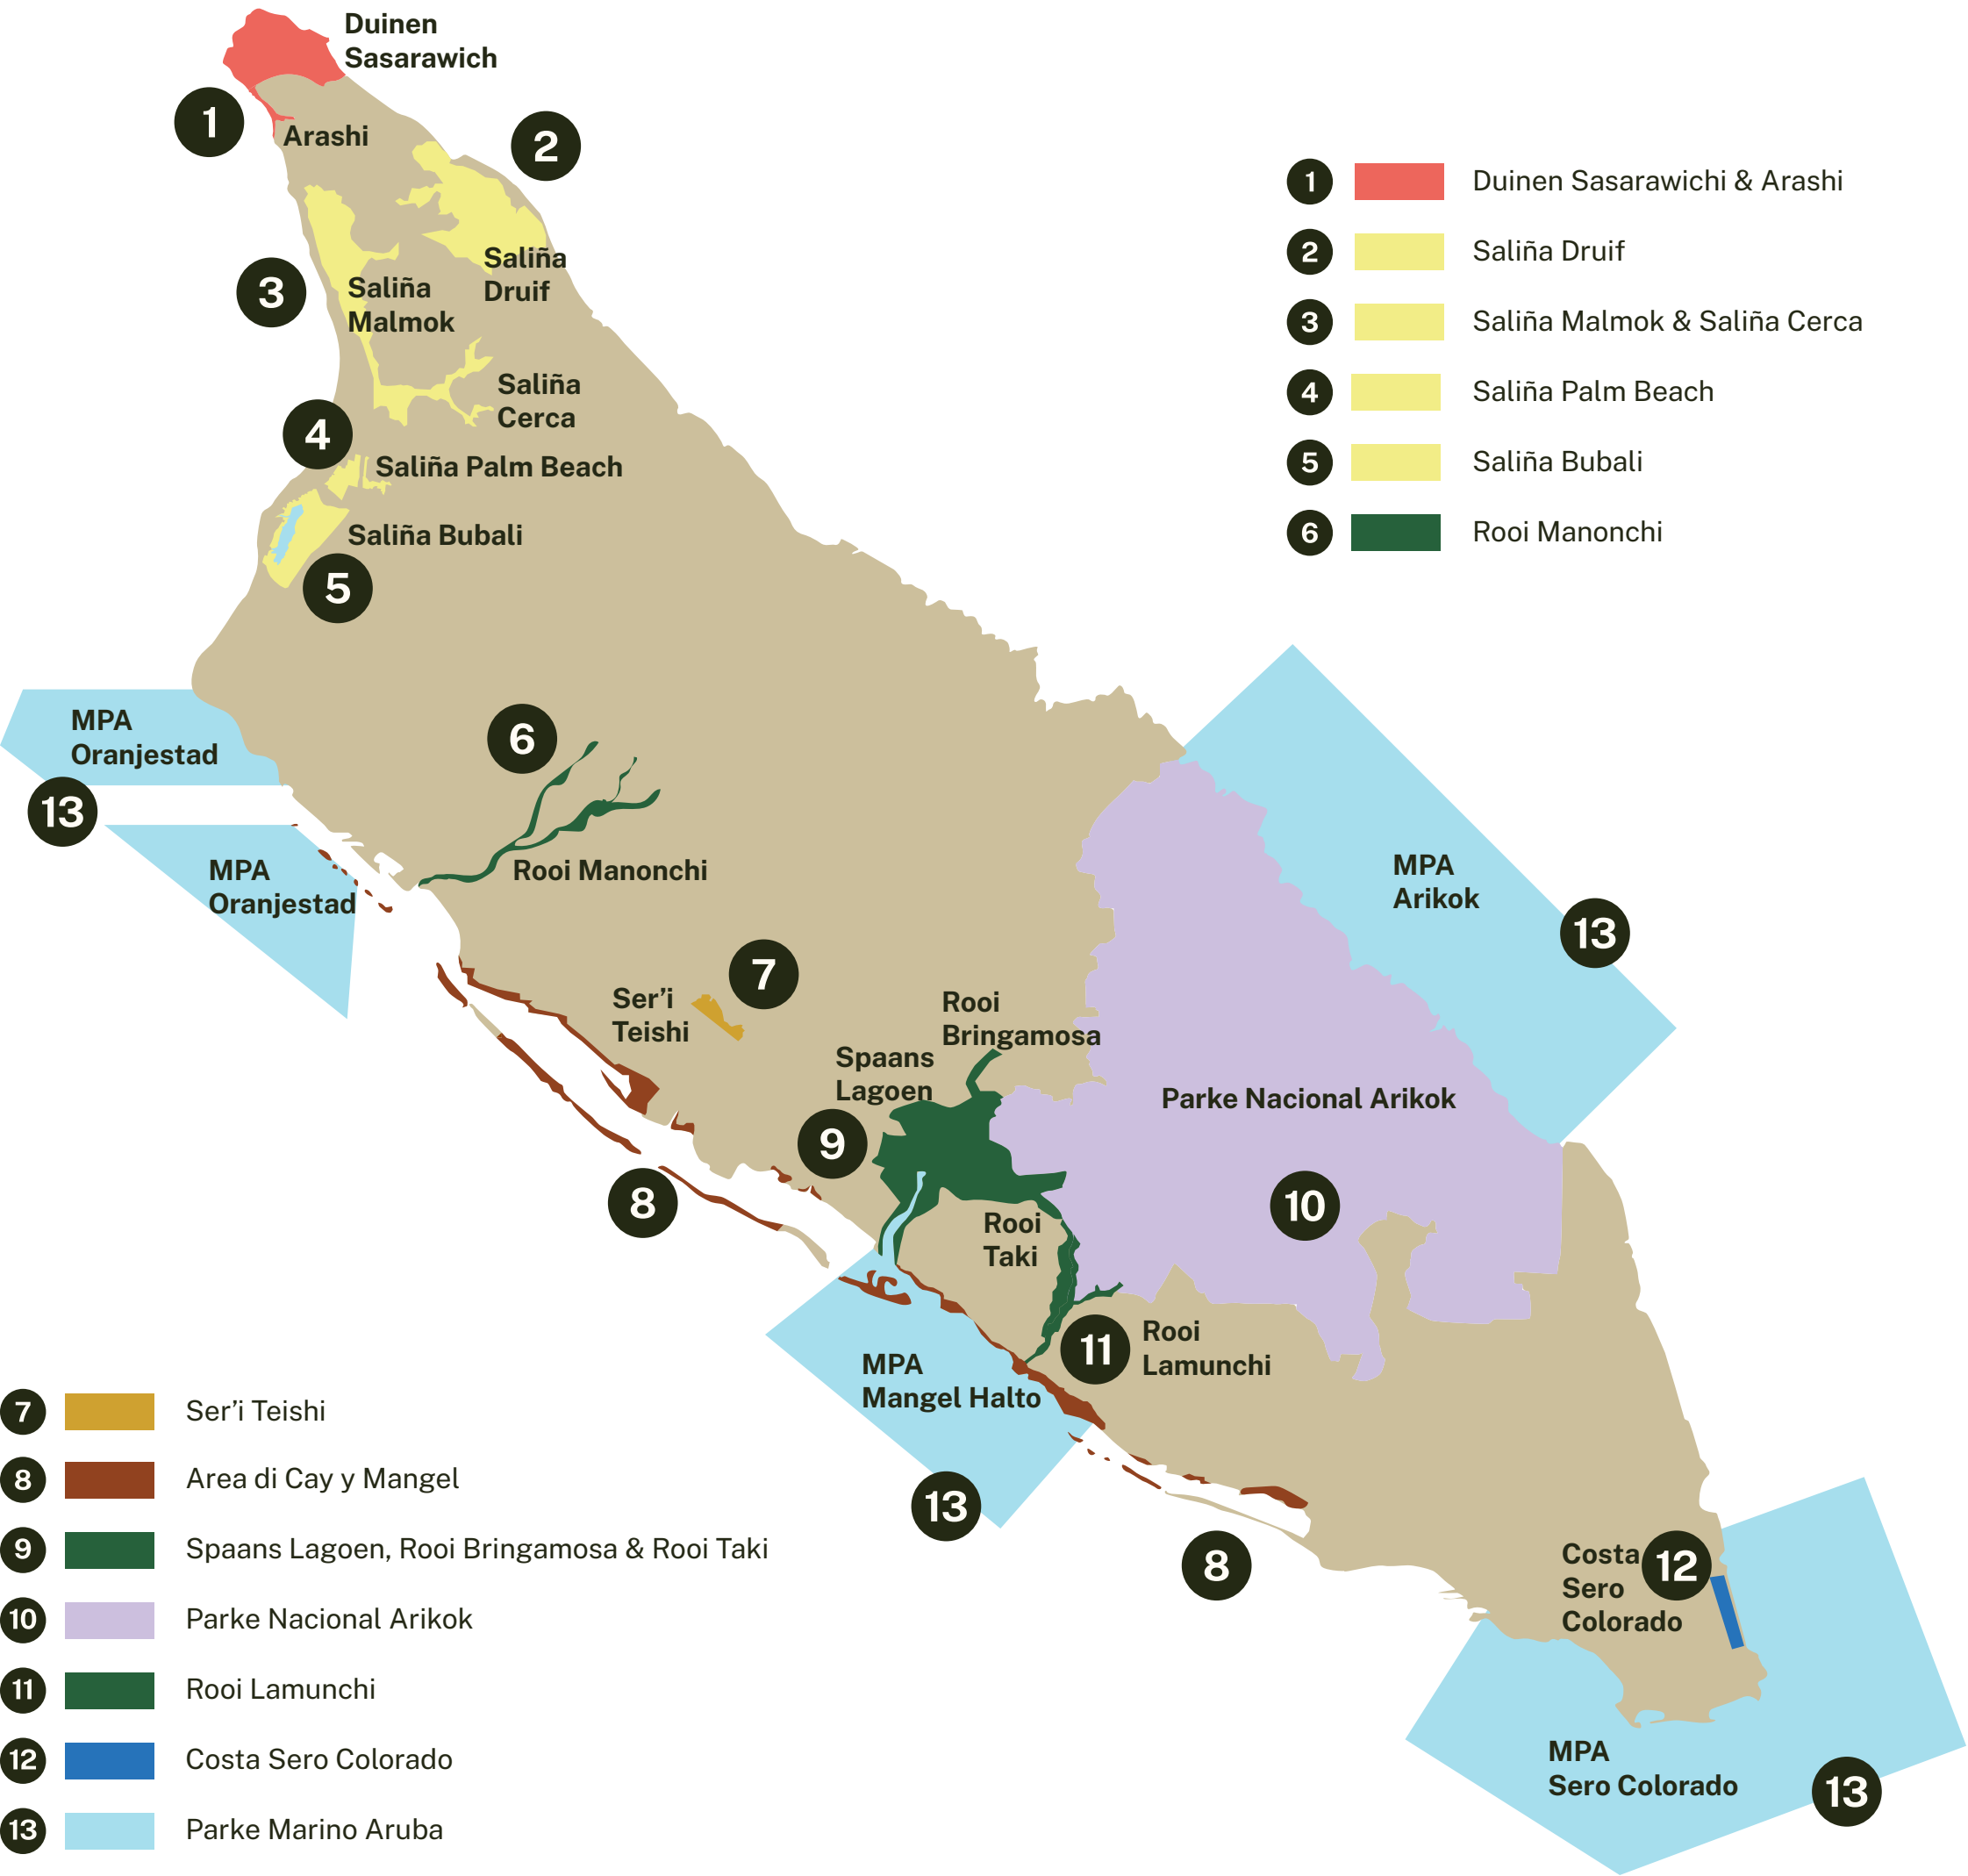 Duinen
Sasarawich
1
Arashi
2
Saliña
Druif
3
Saliña
Malmok
Saliña
Cerca
4
Saliña Palm Beach
Saliña Bubali
5
1 Duinen Sasarawichi & Arashi
2 Saliña Druif
3 Saliña Malmok & Saliña Cerca
4 Saliña Palm Beach
5 Saliña Bubali
6 Rooi Manonchi
MPA
Oranjestad
13
MPA
Oranjestad
6
Rooi Manonchi
MPA
Arikok
13
7
Ser’i
Teishi
Rooi
Bringamosa
Spaans
Lagoen
9
8
Parke Nacional Arikok
10
Rooi
Taki
11
Rooi
Lamunchi
MPA
Mangel Halto
13
8
Costa
Sero
Colorado
12
MPA
Sero Colorado
13
7 Ser’i Teishi
8 Area di Cay y Mangel
9 Spaans Lagoen, Rooi Bringamosa & Rooi Taki
10 Parke Nacional Arikok
11 Rooi Lamunchi
12 Costa Sero Colorado
13 Parke Marino Aruba